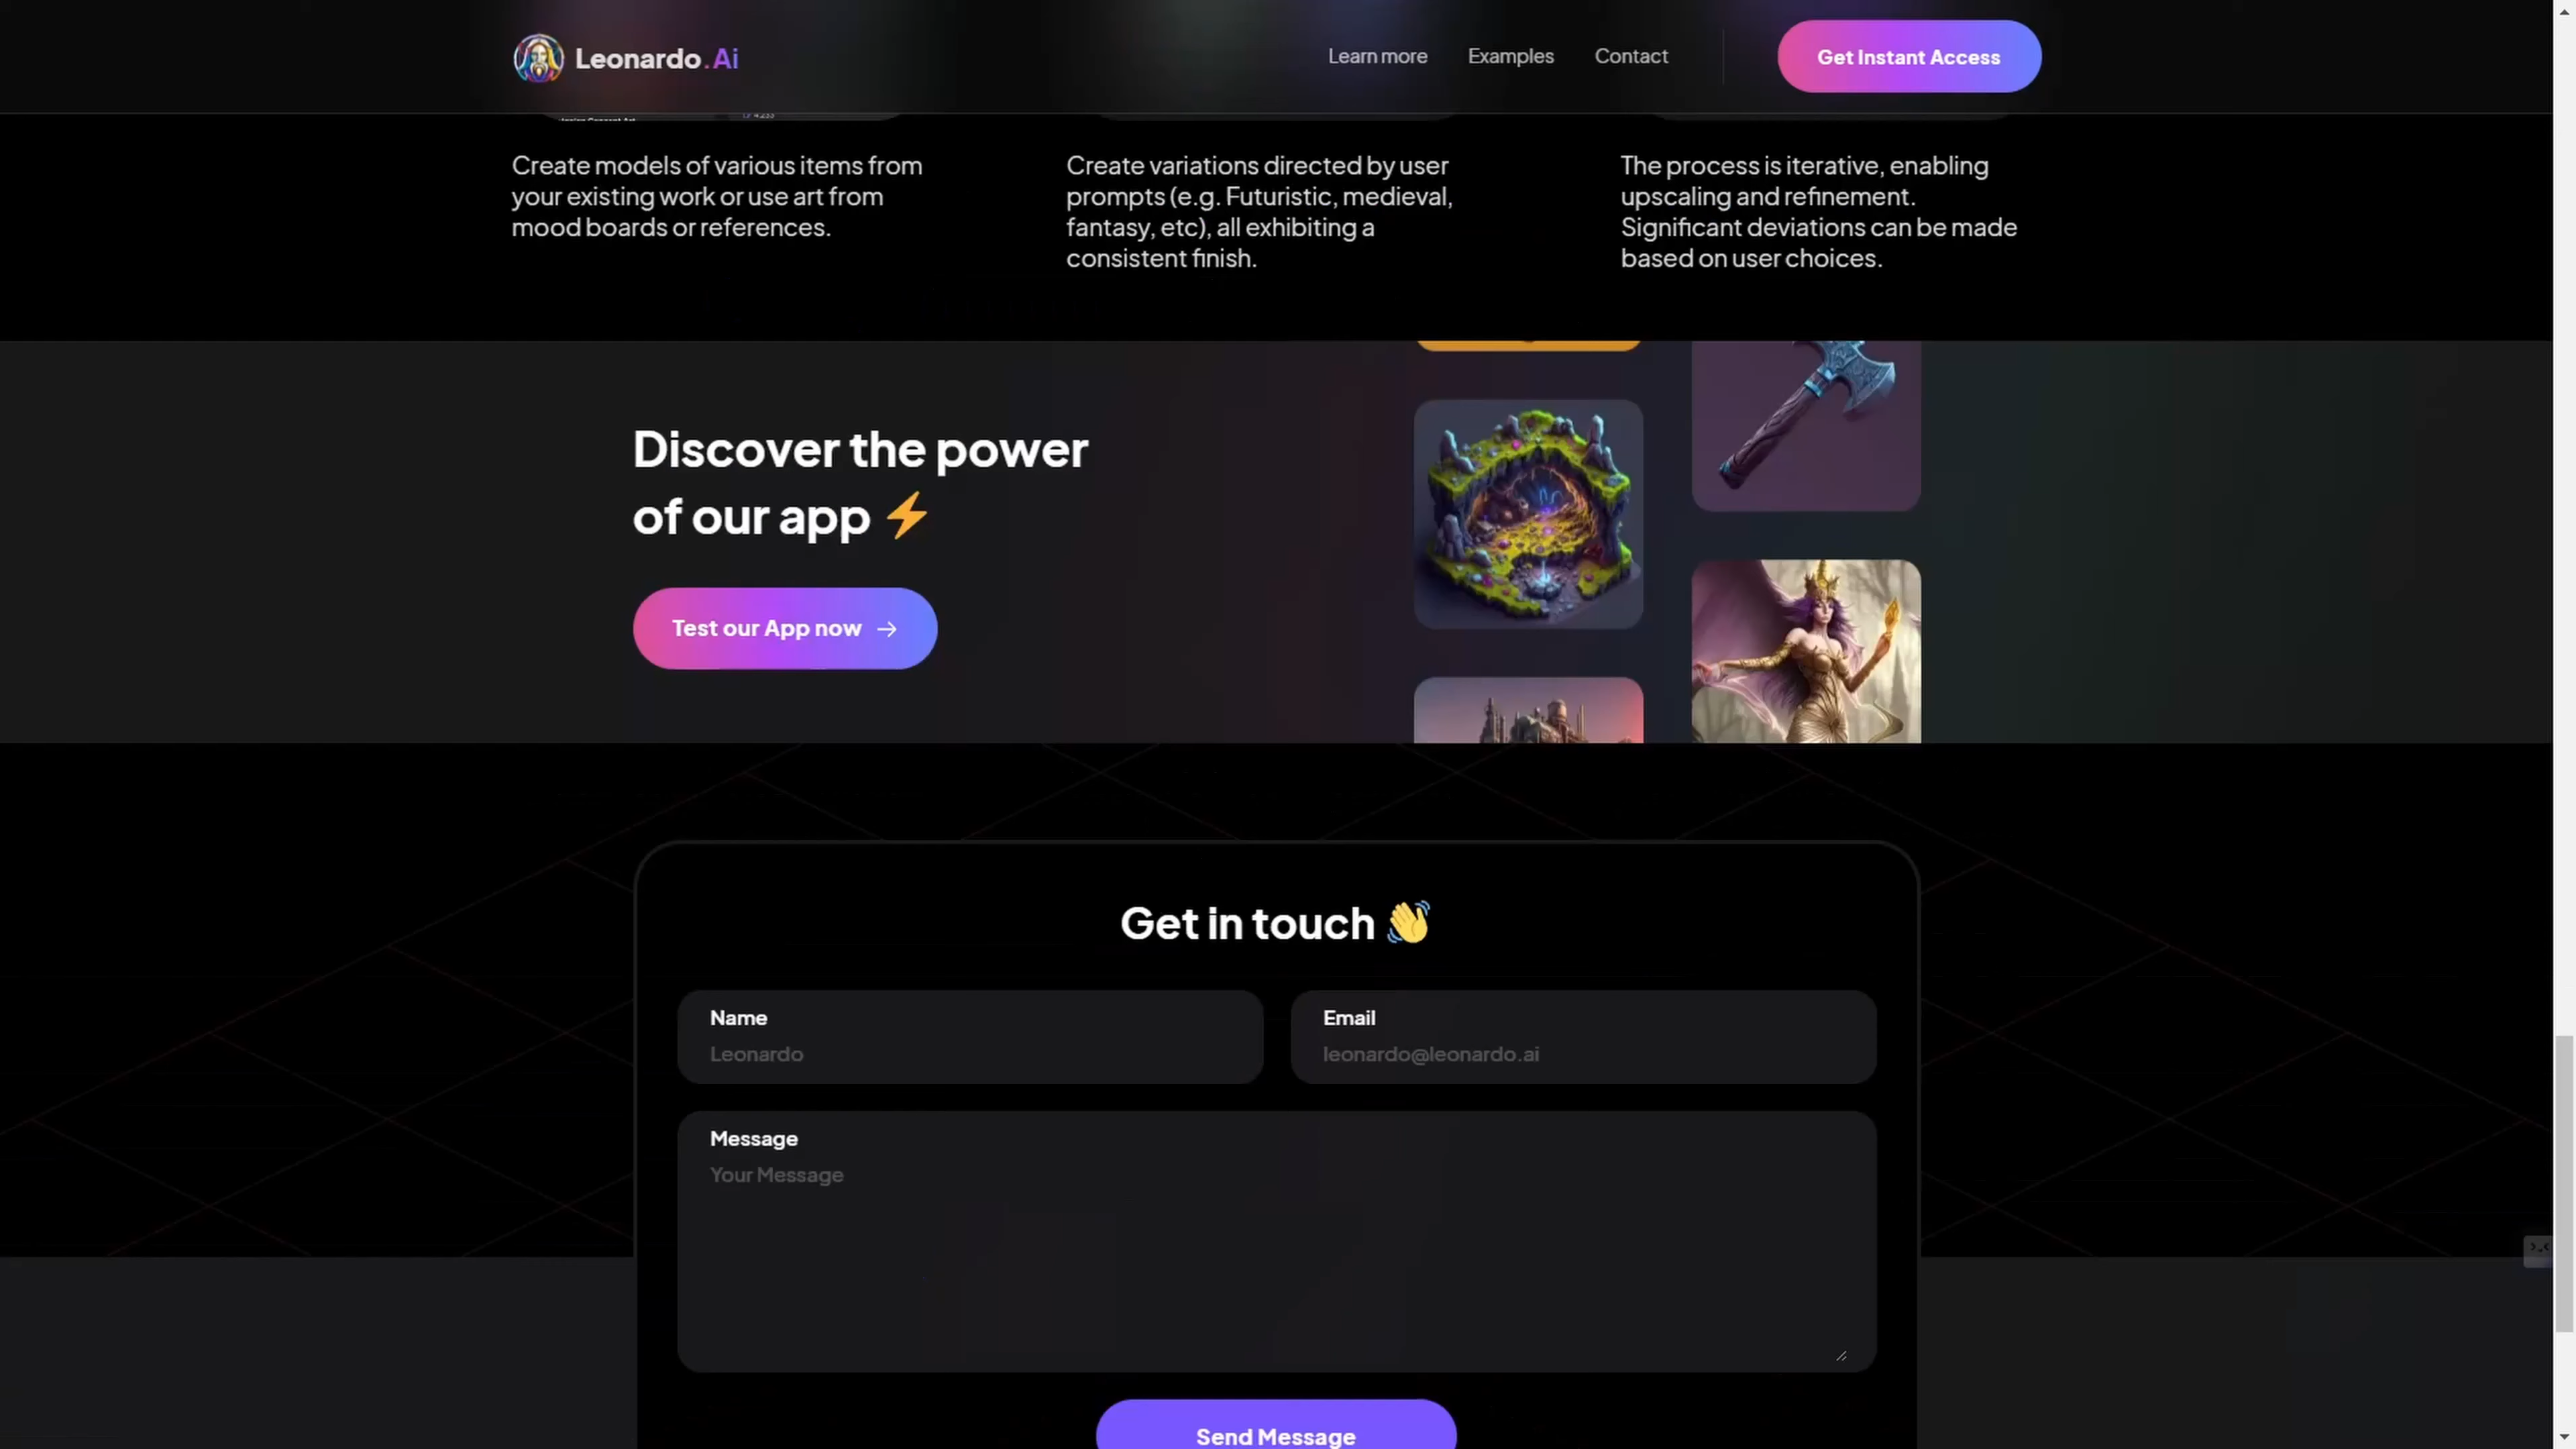 Leonardo.Ai
Learn more
Examples
Contact
Get Instant Access
Create models of various items from
your existing work or use art from
mood boards or references.
Create variations directed by user
prompts (e.g. Futuristic, medieval,
fantasy, etc), all exhibiting a
consistent finish.
The process is iterative, enabling
upscaling and refinement.
Significant deviations can be made
based on user choices.
Discover the power
of our app ⚡
Test our App now →
Get in touch 👋
Name
Leonardo
Email
leonardo@leonardo.ai
Message
Your Message
Send Message